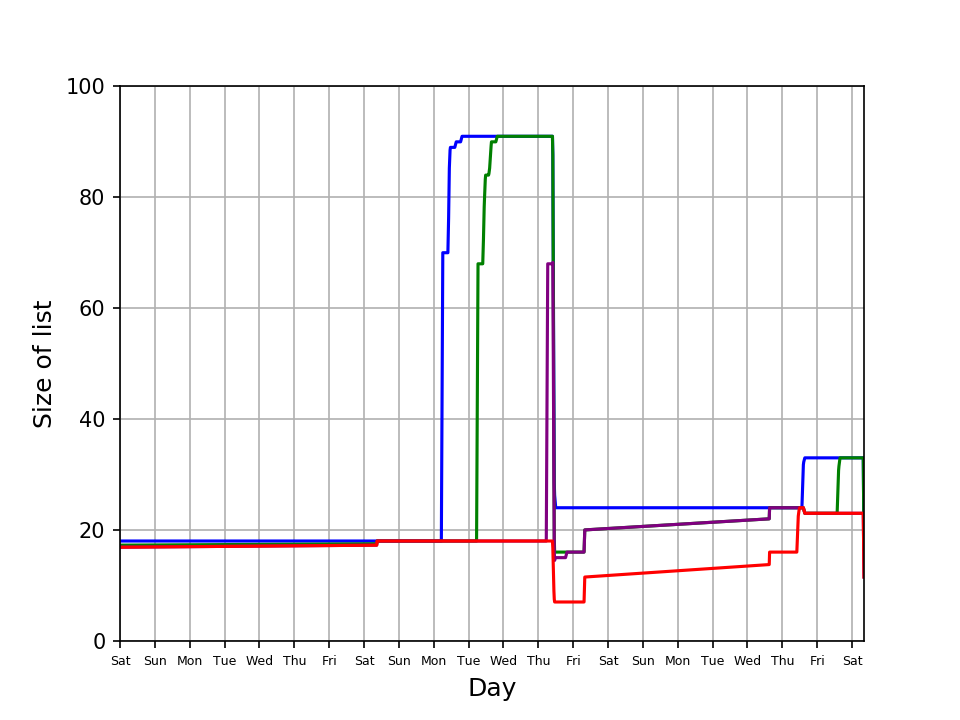 100
80
60
40
20
0
Size of list
Sat Sun Mon Tue Wed Thu Fri Sat Sun Mon Tue Wed Thu Fri Sat Sun Mon Tue Wed Thu Fri Sat
Day